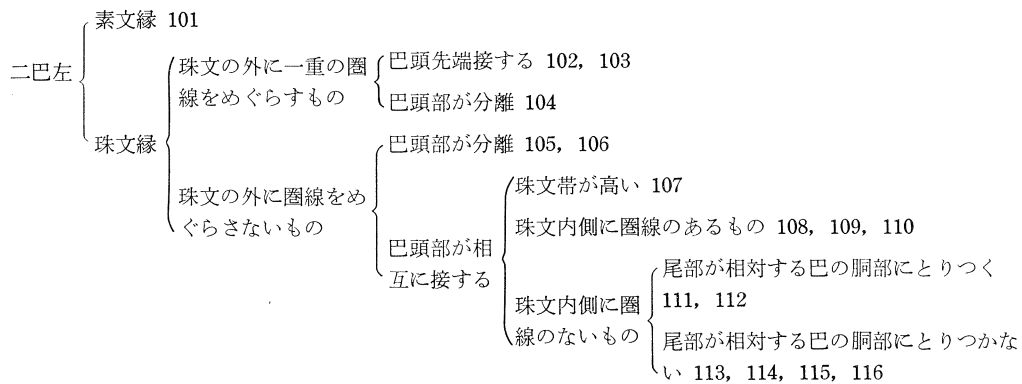 二巴左
素文縁 101
珠文縁
珠文の外に一重の圏
線をめぐらすもの
巴頭先端接する 102, 103
巴頭部が分離 104
珠文の外に圏線をめ
ぐらさないもの
巴頭部が分離 105, 106
巴頭部が相
互に接する
珠文帯が高い 107
珠文内側に圏線のあるもの 108, 109, 110
珠文内側に圏
線のないもの
尾部が相対する巴の胴部にとりつく
111, 112
尾部が相対する巴の胴部にとりつかな
い 113, 114, 115, 116